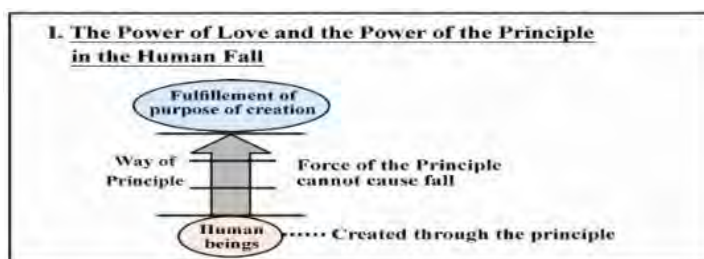 1. The Power of Love and the Power of the Principle
in the Human Fall
Fulfillement of
purpose of creation
Way of
Principle
Force of the Principle
cannot cause fall
Human
beings
Created through the principle